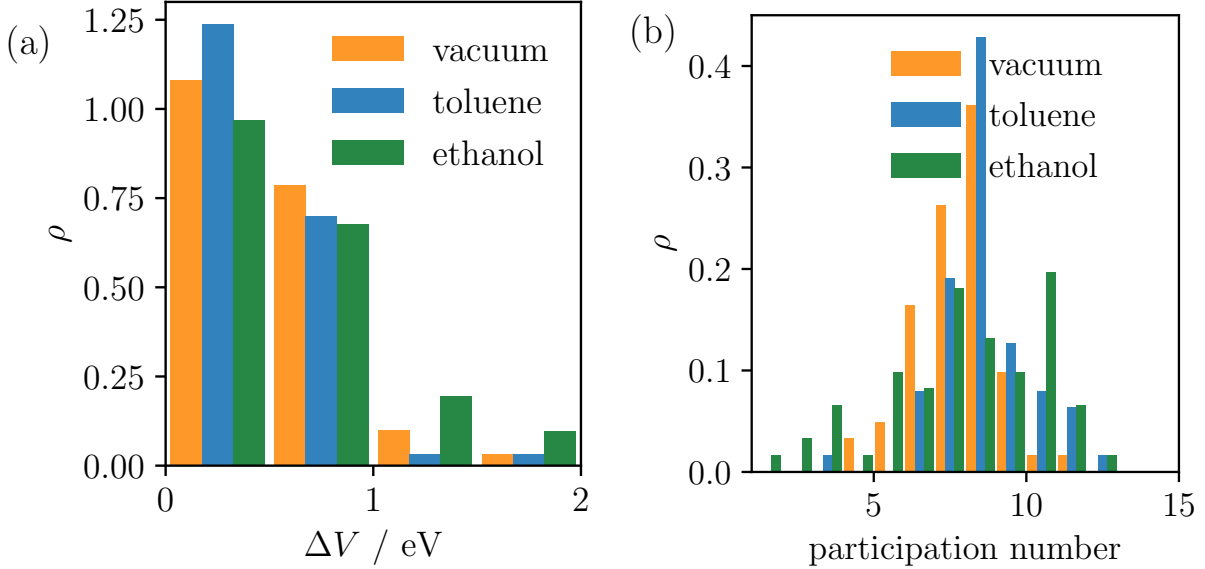 (a)
1.25
1.00
0.75
0.50
0.25
0.00
ρ
vacuum
toluene
ethanol
0
1
2
ΔV / eV
(b)
0.4
0.3
0.2
0.1
0.0
ρ
vacuum
toluene
ethanol
5
10
15
participation number